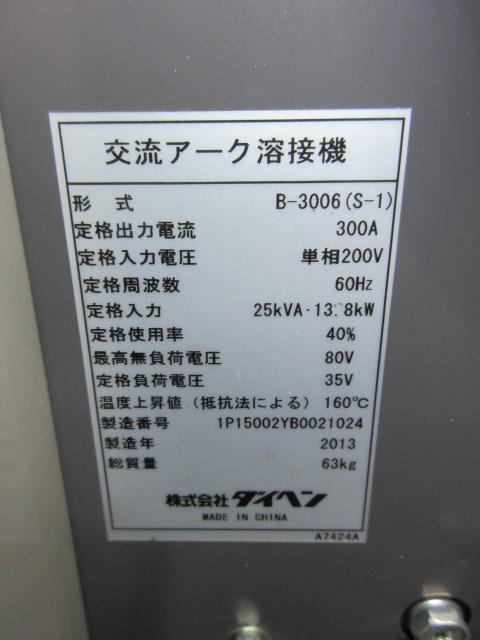 交流アーク溶接機
形 式 B-3006(S-1)
定格出力電流 300A
定格入力電圧 単相200V
定格周波数 60Hz
定格入力 25kVA・13.8kW
定格使用率 40%
最高無負荷電圧 80V
定格負荷電圧 35V
温度上昇値（抵抗法による）160℃
製造番号 1P15002YB0021024
製造年 2013
総質量 63kg
株式会社ダイヘン
MADE IN CHINA
A7424A